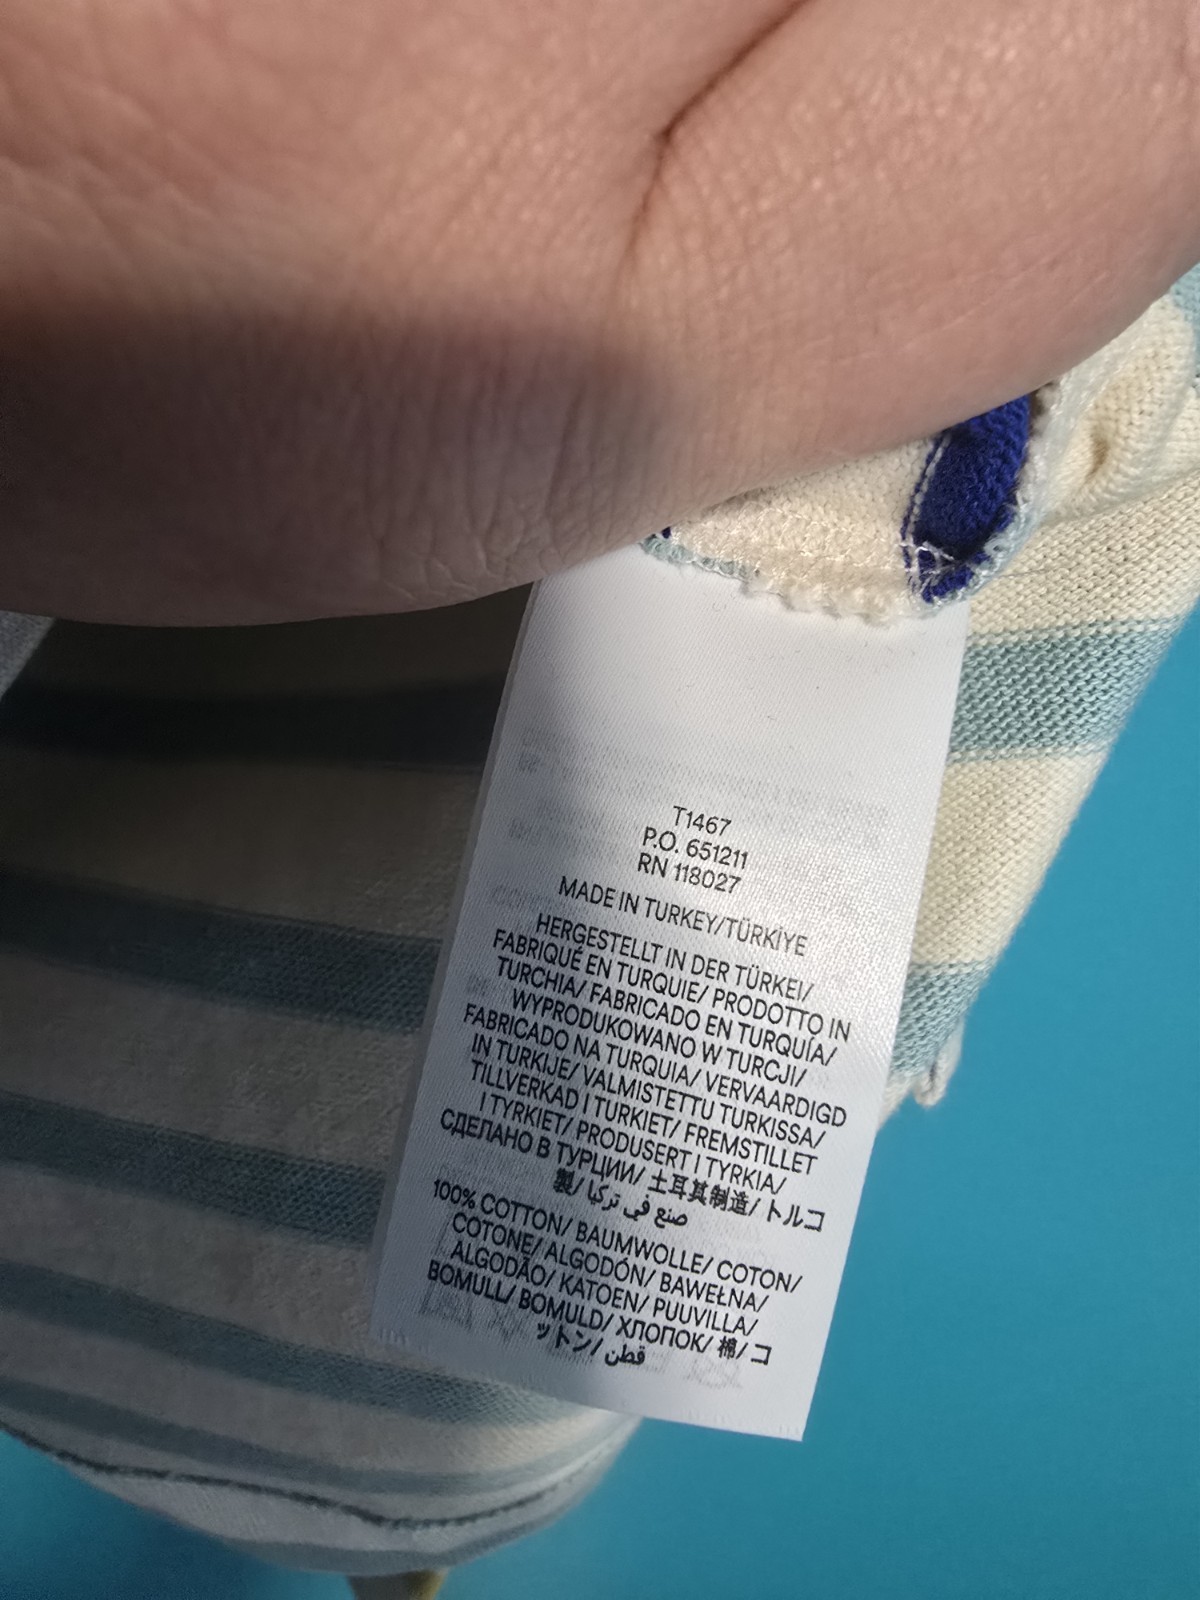 T1467
P.O. 651211
RN 118027
MADE IN TURKEY/TÜRKİYE
HERGESTELLT IN DER TÜRKEI/
FABRIQUÉ EN TURQUIE/ PRODOTTO IN
TURCHIA/ FABRICADO EN TURQUÍA/
WYPRODUKOWANO W TURCJI/
FABRICADO NA TURQUIA/ VERVAARDIGD
IN TURKIJE/ VALMISTETTU TURKISSA/
TILLVERKAD I TURKIET/ FREMSTILLET
I TYRKIET/ PRODUSERT I TYRKIA/
СДЕЛАНО В ТУРЦИИ/ 土耳其制造/ トルコ
製/ صنع في تركيا
100% COTTON/ BAUMWOLLE/ COTON/
COTONE/ ALGODÓN/ BAWEŁNA/
ALGODÃO/ KATOEN/ PUUVILLA/
BOMULL/ BOMULD/ ХЛОПОК/ 棉/ コ
ットン/ قطن